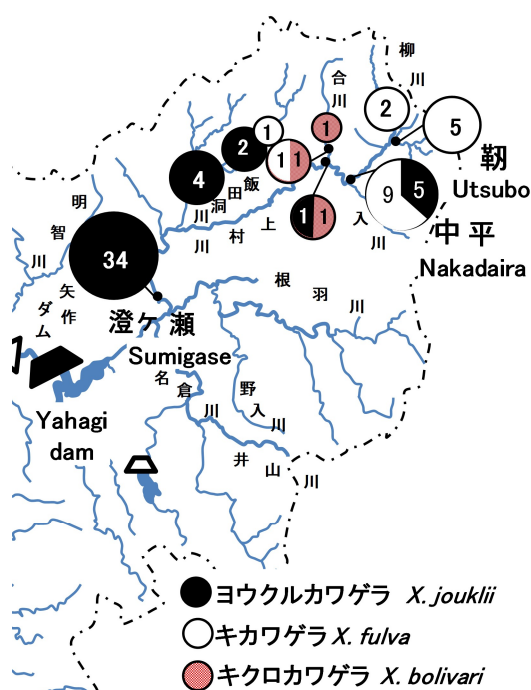 柳川
合川
2
5
1
1
2
1 1
靱
Utsubo
4
飯田洞川
9 5
1 1
中平
Nakadaira
入川
上村川
明智川
34
根羽川
矢作ダム
澄ヶ瀬
Sumigase
名倉川
野入川
Yahagi
dam
井山川
ヨウクルカワゲラ X. jouklii
キカワゲラ X. fulva
キクロカワゲラ X. bolivari